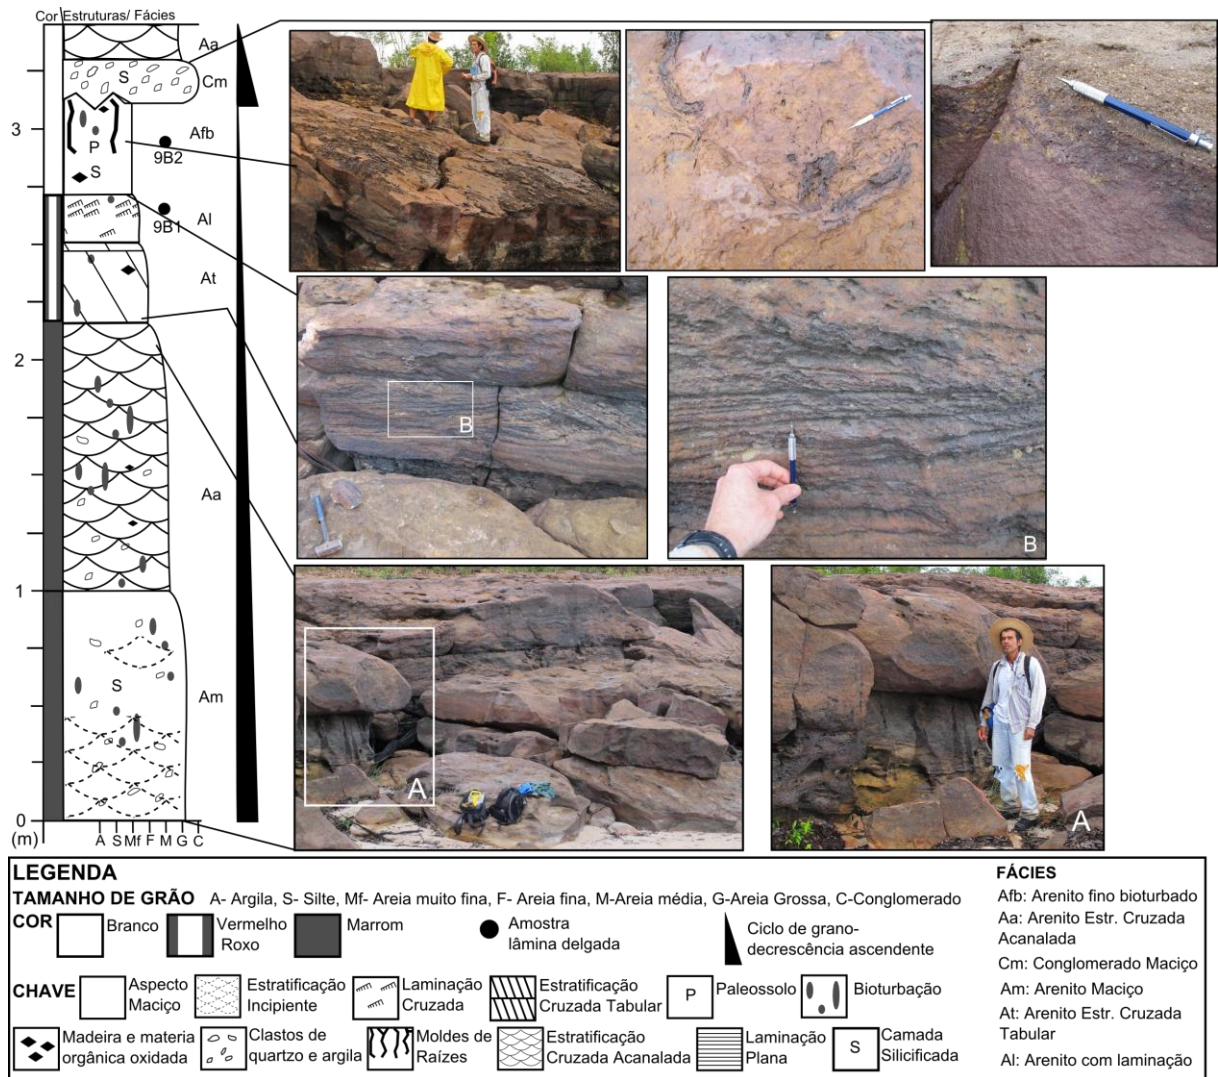 Cor Estruturas/ Fácies
Aa
S
Cm
3
P
Afb
9B2
S
Al
9B1
At
2
Aa
1
S
Am
0
(m)
A S Mf F M G C
B
B
A
A
LEGENDA
TAMANHO DE GRÃO A- Argila, S- Silte, Mf- Areia muito fina, F- Areia fina, M-Areia média, G-Areia Grossa, C-Conglomerado
COR Branco Vermelho Marrom Amostra Ciclo de grano-
Roxo lâmina delgada decrescência ascendente
CHAVE Aspecto Estratificação Laminação Estratificação P Paleossolo Bioturbação
Maciço Incipiente Cruzada Cruzada Tabular
Madeira e materia Clastos de Moldes de Estratificação Laminação S Camada
orgânica oxidada quartzo e argila Raízes Cruzada Acanalada Plana Silicificada
FÁCIES
Afb: Arenito fino bioturbado
Aa: Arenito Estr. Cruzada
Acanalada
Cm: Conglomerado Maciço
Am: Arenito Maciço
At: Arenito Estr. Cruzada
Tabular
Al: Arenito com laminação